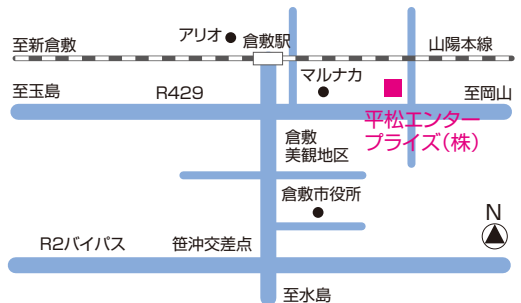 アリオ
倉敷駅
至新倉敷
山陽本線
マルナカ
至玉島
R429
至岡山
平松エンター
プライズ(株)
倉敷
美観地区
倉敷市役所
N
R2バイパス
笹沖交差点
至水島